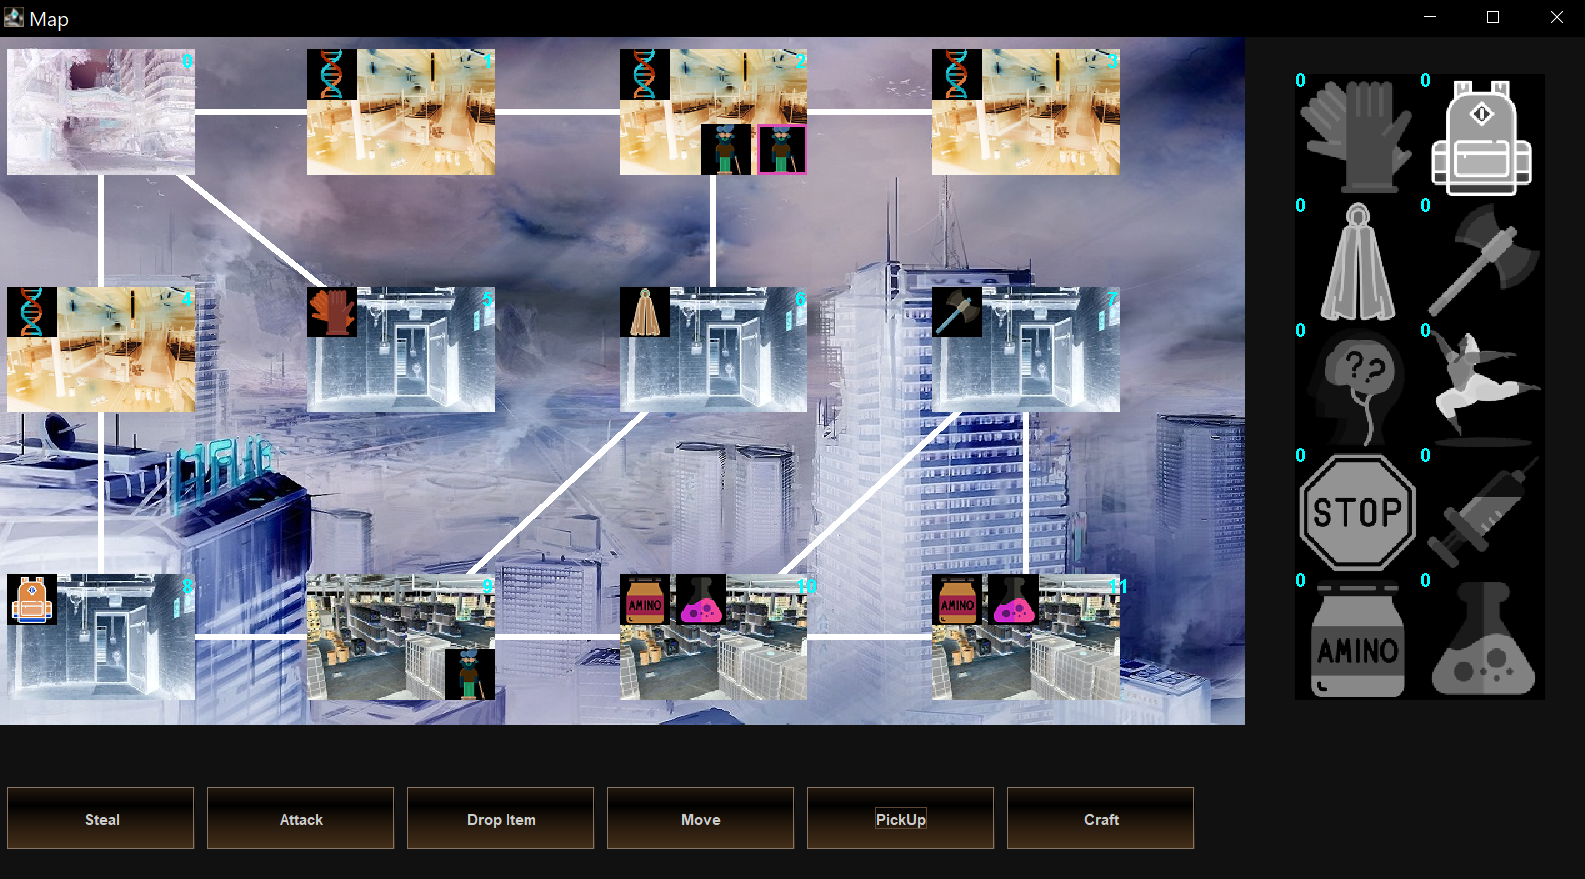 Map
0 1 2 3
4 5 6 7
8 9 10 11
AMINO AMINO
0 0
0 0
0 0
? ?
0 0
STOP
0 0
AMINO
Steal Attack Drop Item Move PickUp Craft